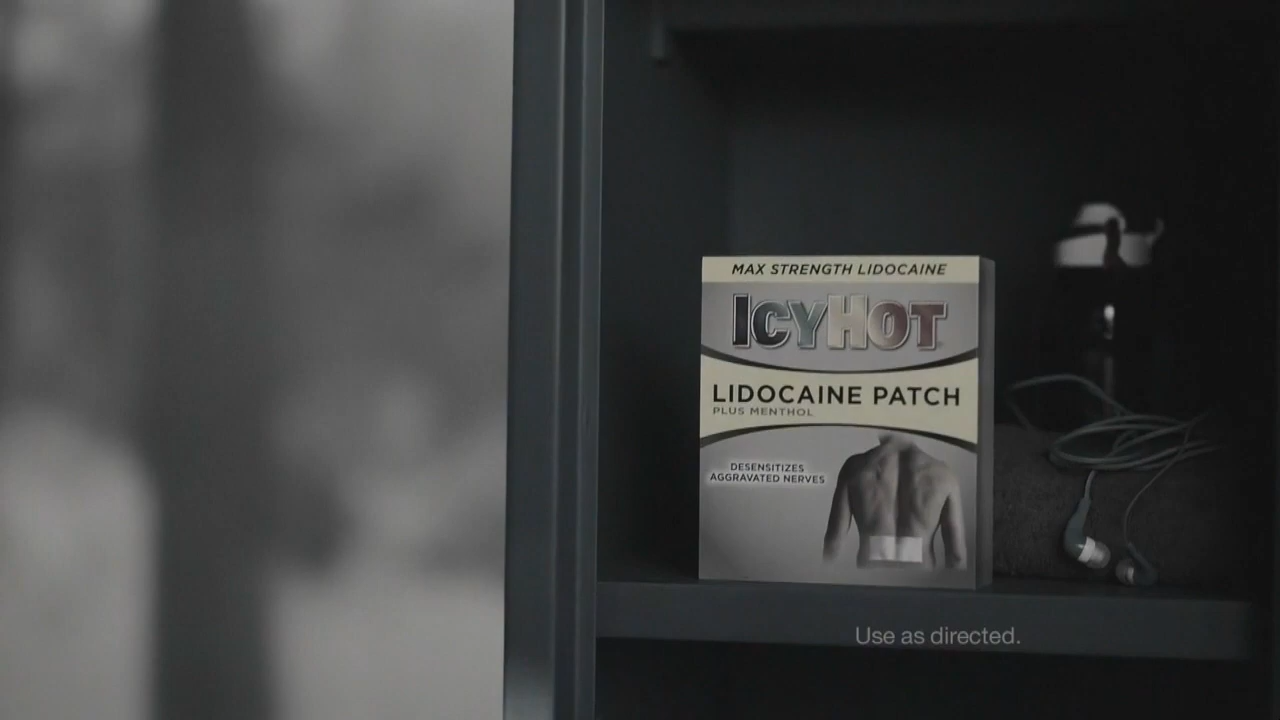 MAX STRENGTH LIDOCAINE
ICYHOT
LIDOCAINE PATCH
PLUS MENTHOL
DESENSITIZES
AGGRAVATED NERVES
Use as directed.